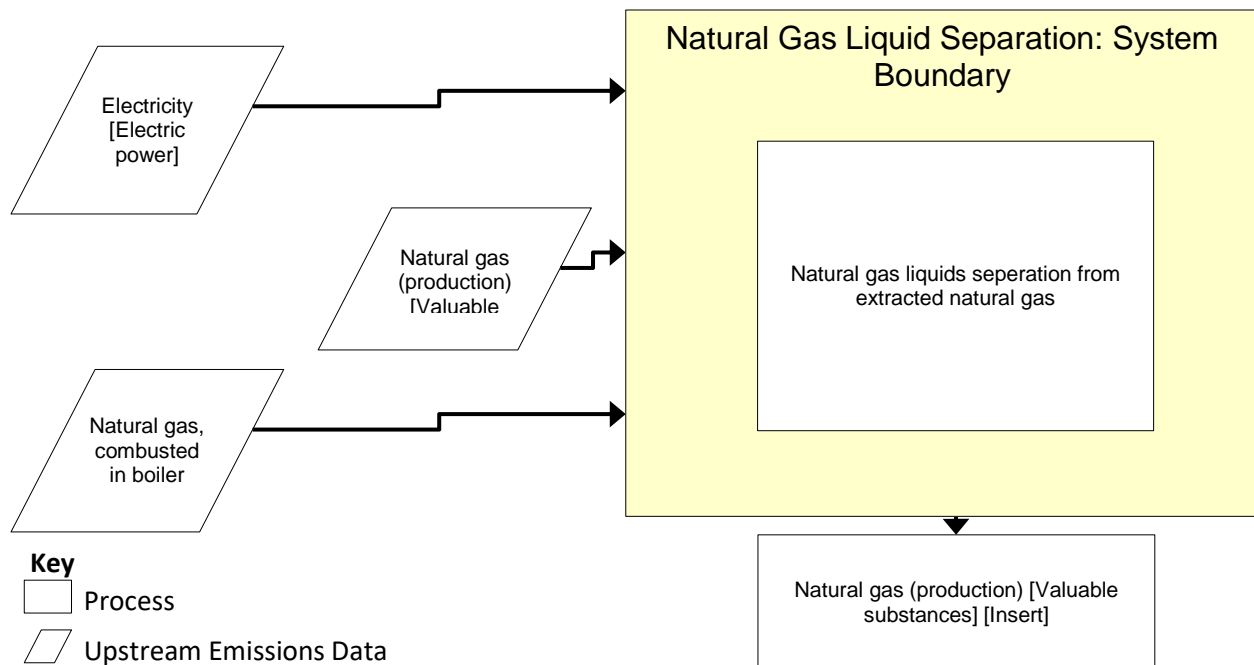 Natural Gas Liquid Separation: System
Boundary
Electricity
[Electric
power]
Natural gas
(production)
[Valuable
Natural gas liquids seperation from
extracted natural gas
Natural gas,
combusted
in boiler
Natural gas (production) [Valuable
substances] [Insert]
Key
Process
Upstream Emissions Data